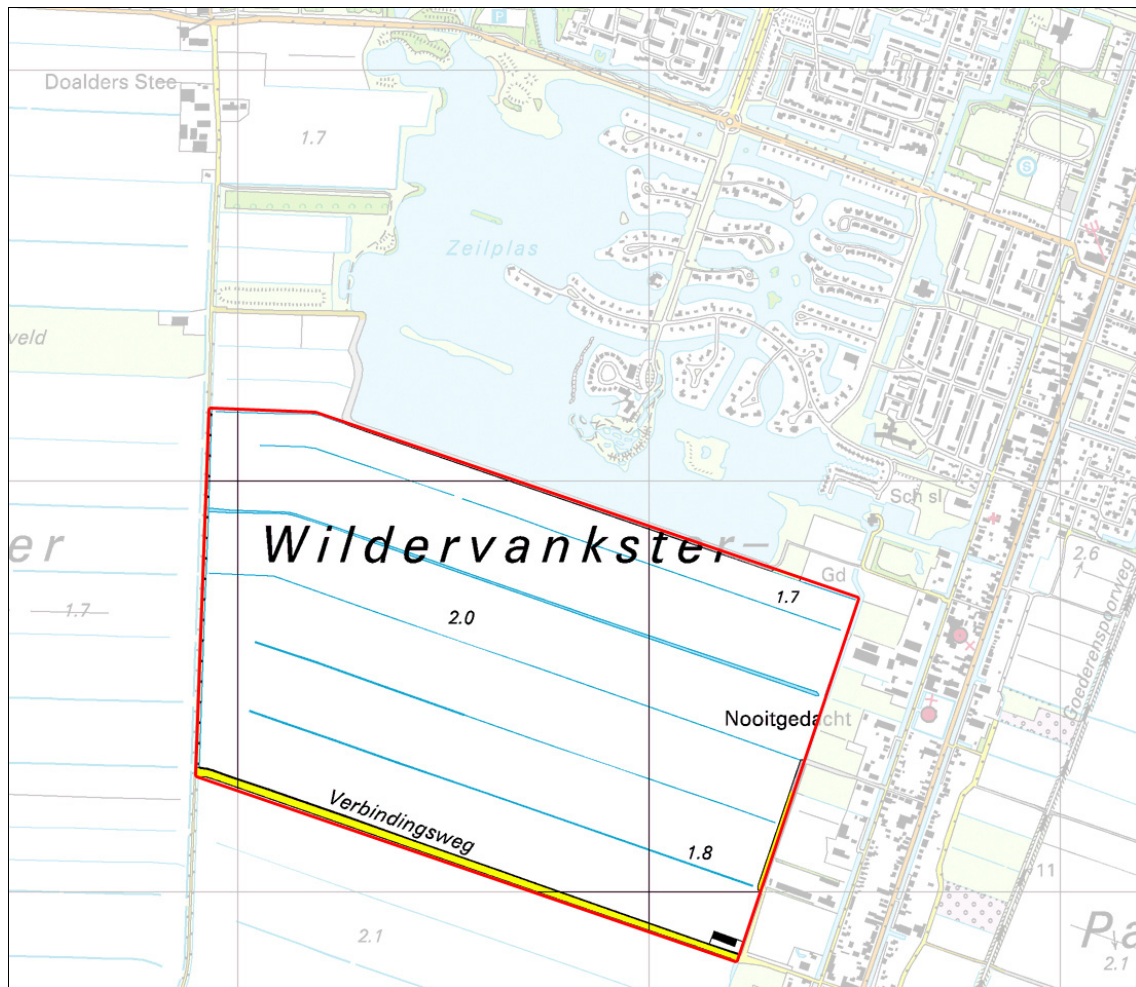 P
Doalders Stee
1.7
S
Zeilplas
veld
Sch sl
er
Wildervankster-
2.6
Gd
1.7
1.7
2.0
Goederenspoorweg
Nooitgedacht
Verbindingsweg
1.8
11
2.1
Pa
2.1